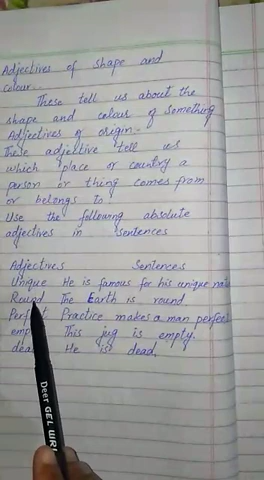 Adjectives of shape and
colour..
These tell us about the
shape and colour of something
Adjectives of origin..
These adjective tell us
which place or country a
person or thing comes from
or belongs to
Use the following absolute
adjectives in sentences
Adjectives Sentences
Unique He is famous for his unique
Round The Earth is round
Perfect Practice makes a man perfect
This jug is empty.
He is dead,
Deer GEL